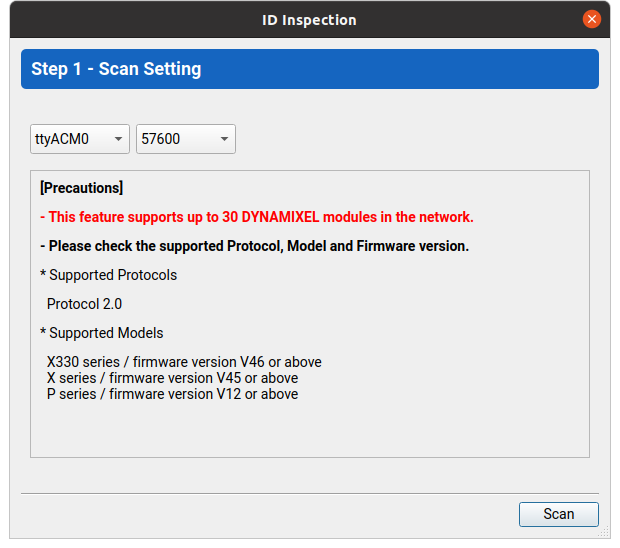 ID Inspection
Step 1 - Scan Setting
ttyACM0
57600
[Precautions]
- This feature supports up to 30 DYNAMIXEL modules in the network.
- Please check the supported Protocol, Model and Firmware version.
* Supported Protocols
Protocol 2.0
* Supported Models
X330 series / firmware version V46 or above
X series / firmware version V45 or above
P series / firmware version V12 or above
Scan